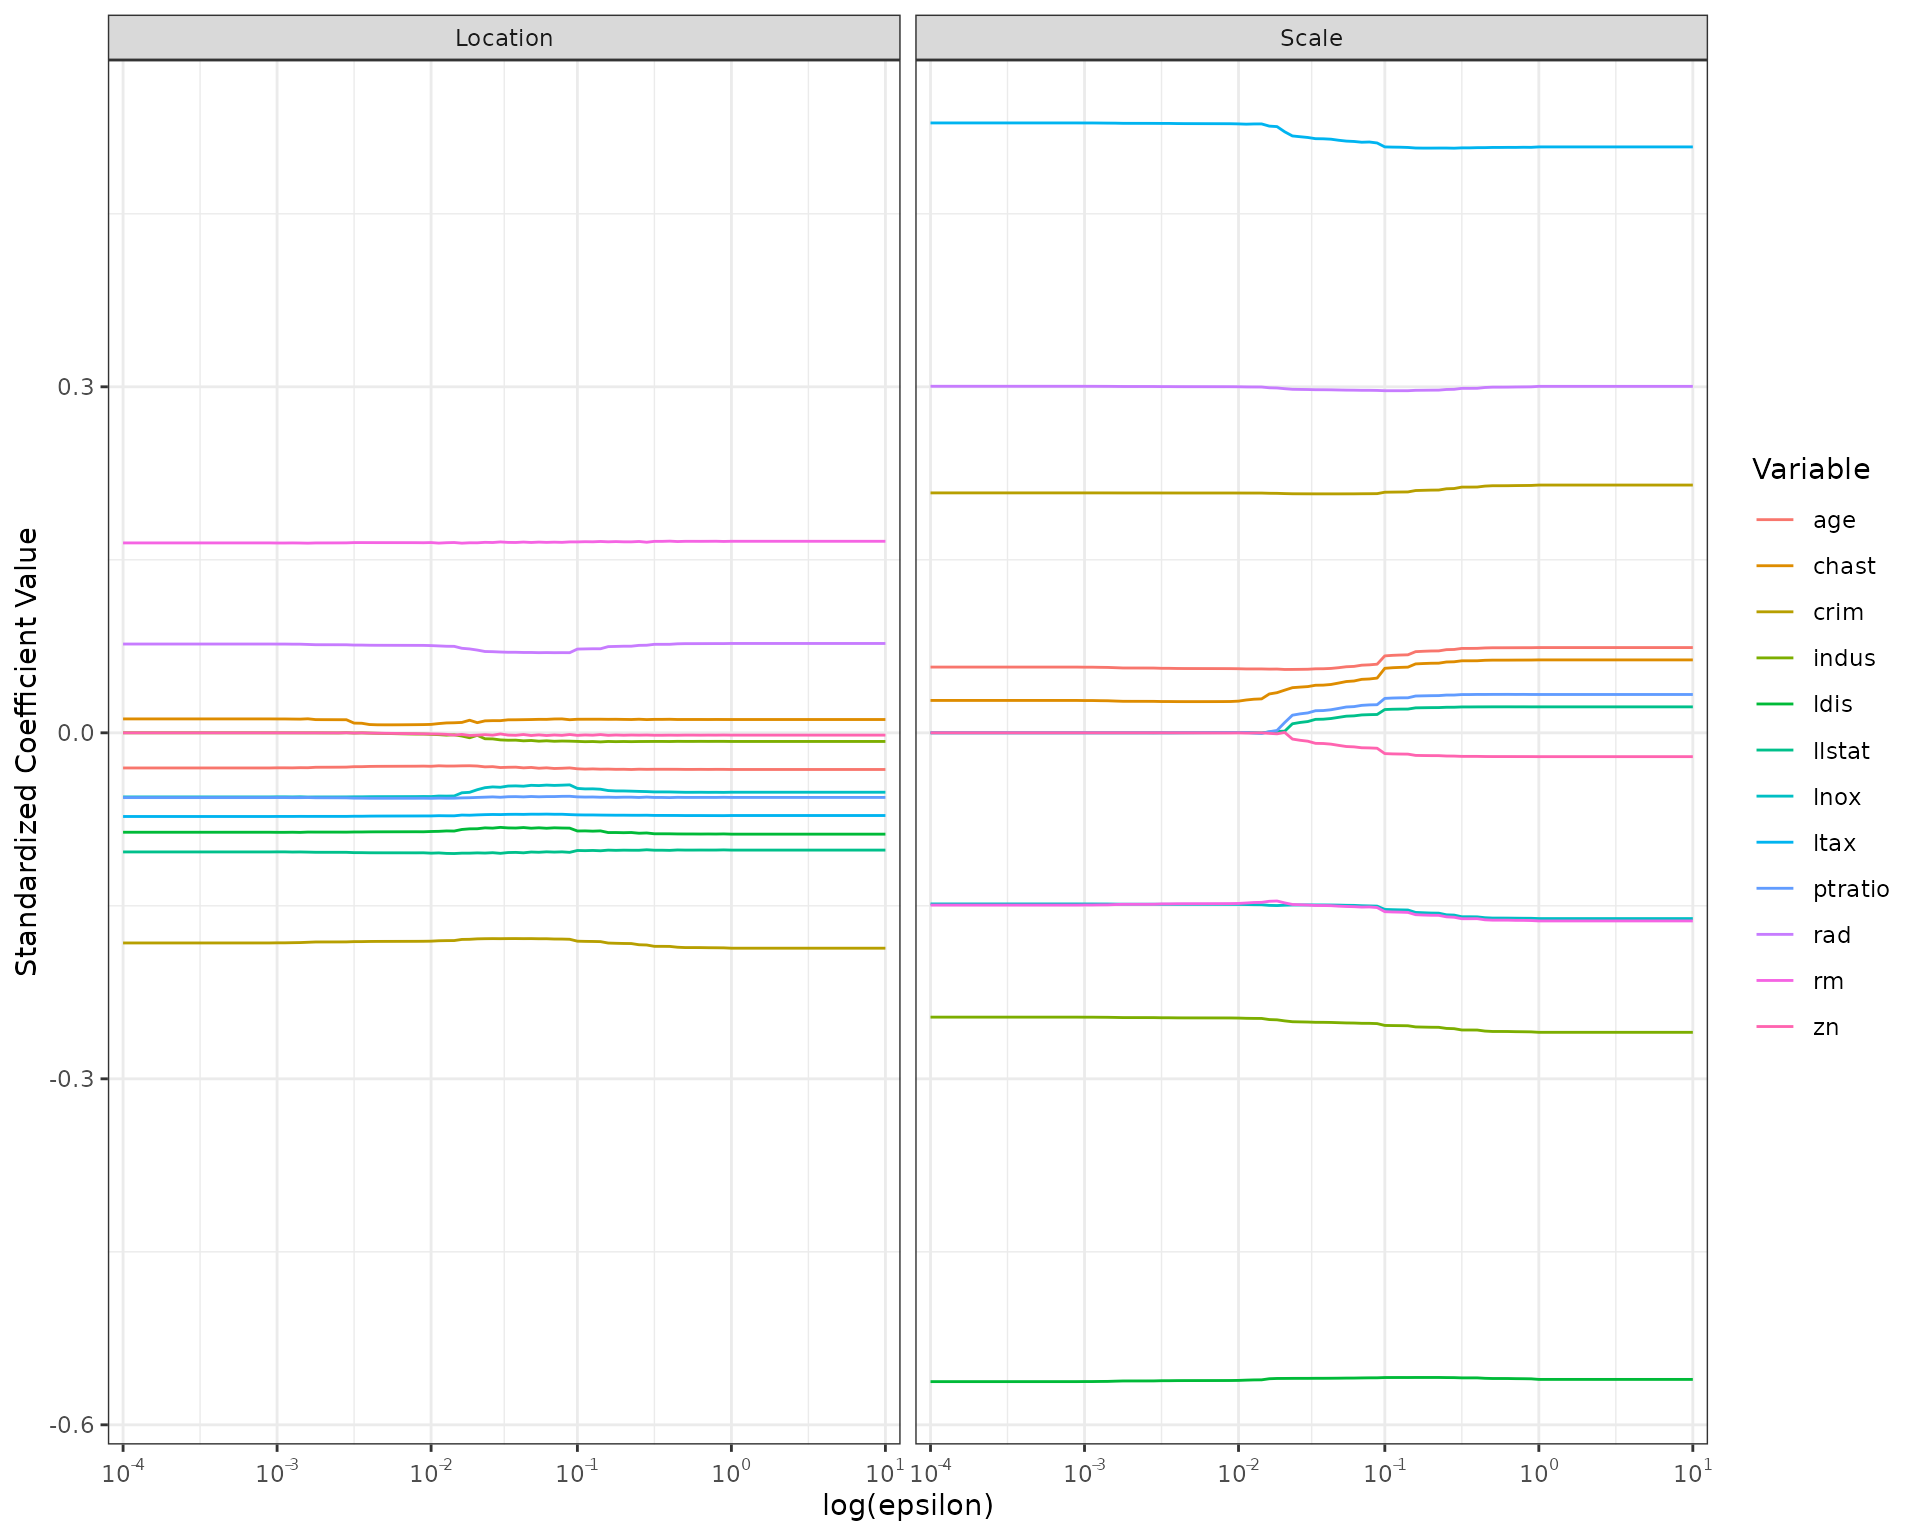 Location
Scale
Standardized Coefficient Value
0.3
0.0
-0.3
-0.6
10^-4 10^-3 10^-2 10^-1 10^0 10^1
10^-4 10^-3 10^-2 10^-1 10^0 10^1
log(epsilon)
Variable
age
chast
crim
indus
ldis
llstat
lnox
ltax
ptratio
rad
rm
zn